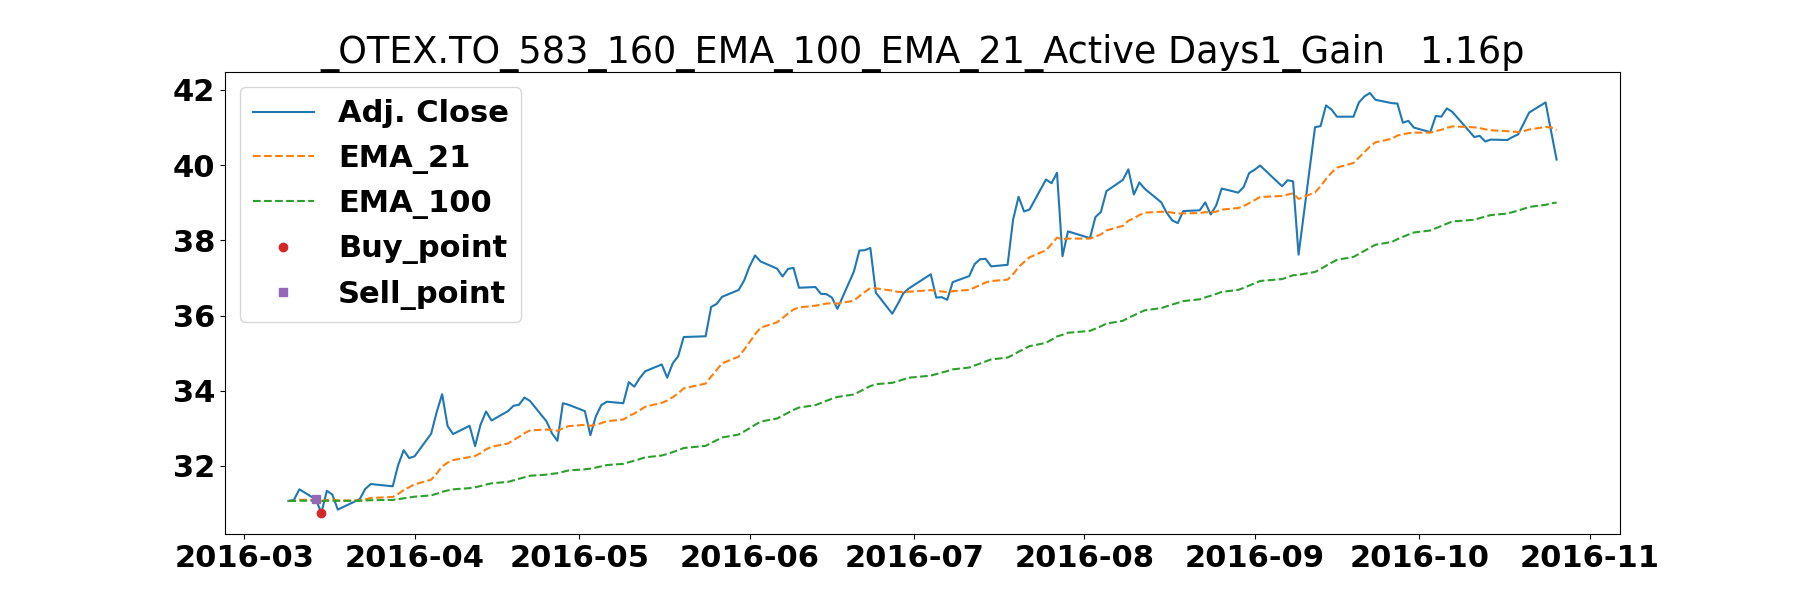 _OTEX.TO_583_160_EMA_100_EMA_21_Active Days1_Gain   1.16p
Adj. Close
EMA_21
EMA_100
Buy_point
Sell_point
42
40
38
36
34
32
2016-03 2016-04 2016-05 2016-06 2016-07 2016-08 2016-09 2016-10 2016-11